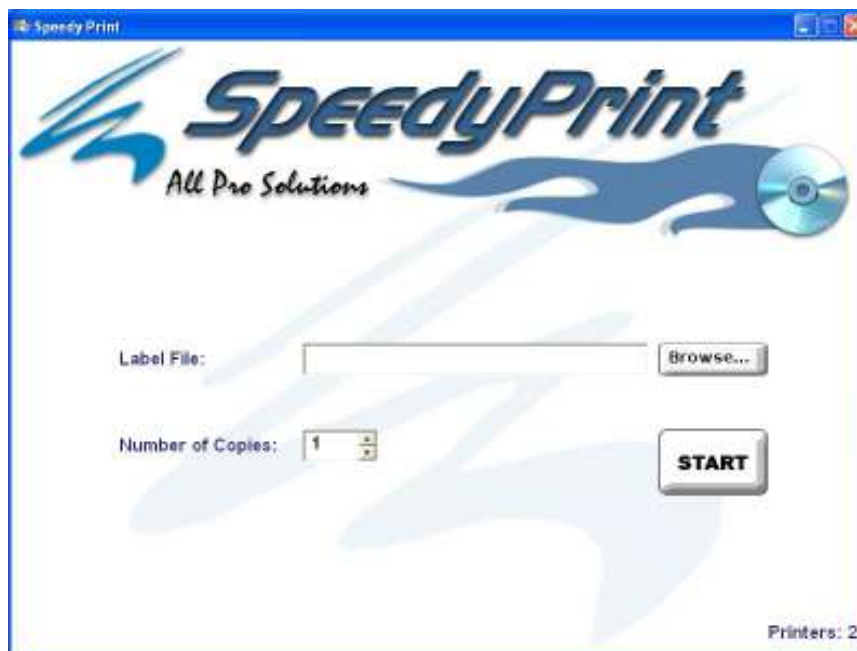 Speedy Print
SpeedyPrint
All Pro Solutions
Label File:
Browse...
Number of Copies:
1
START
Printers: 2